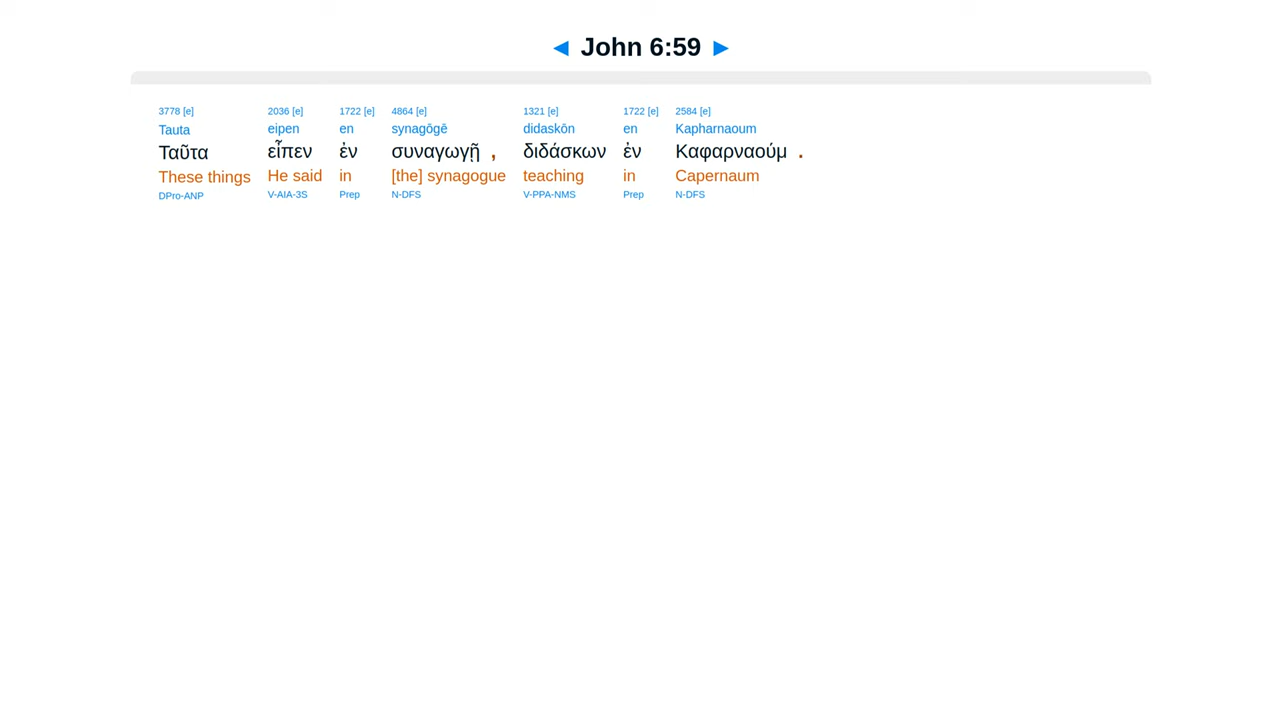 ◄ John 6:59 ►
3778 [e] 2036 [e] 1722 [e] 4864 [e] 1321 [e] 1722 [e] 2584 [e]
Tauta eipen en synagōgē didaskōn en Kapharnaoum
Ταῦτα εἶπεν ἐν συναγωγῇ , διδάσκων ἐν Καφαρναούμ .
These things He said in [the] synagogue teaching in Capernaum
DPro-ANP V-AIA-3S Prep N-DFS V-PPA-NMS Prep N-DFS